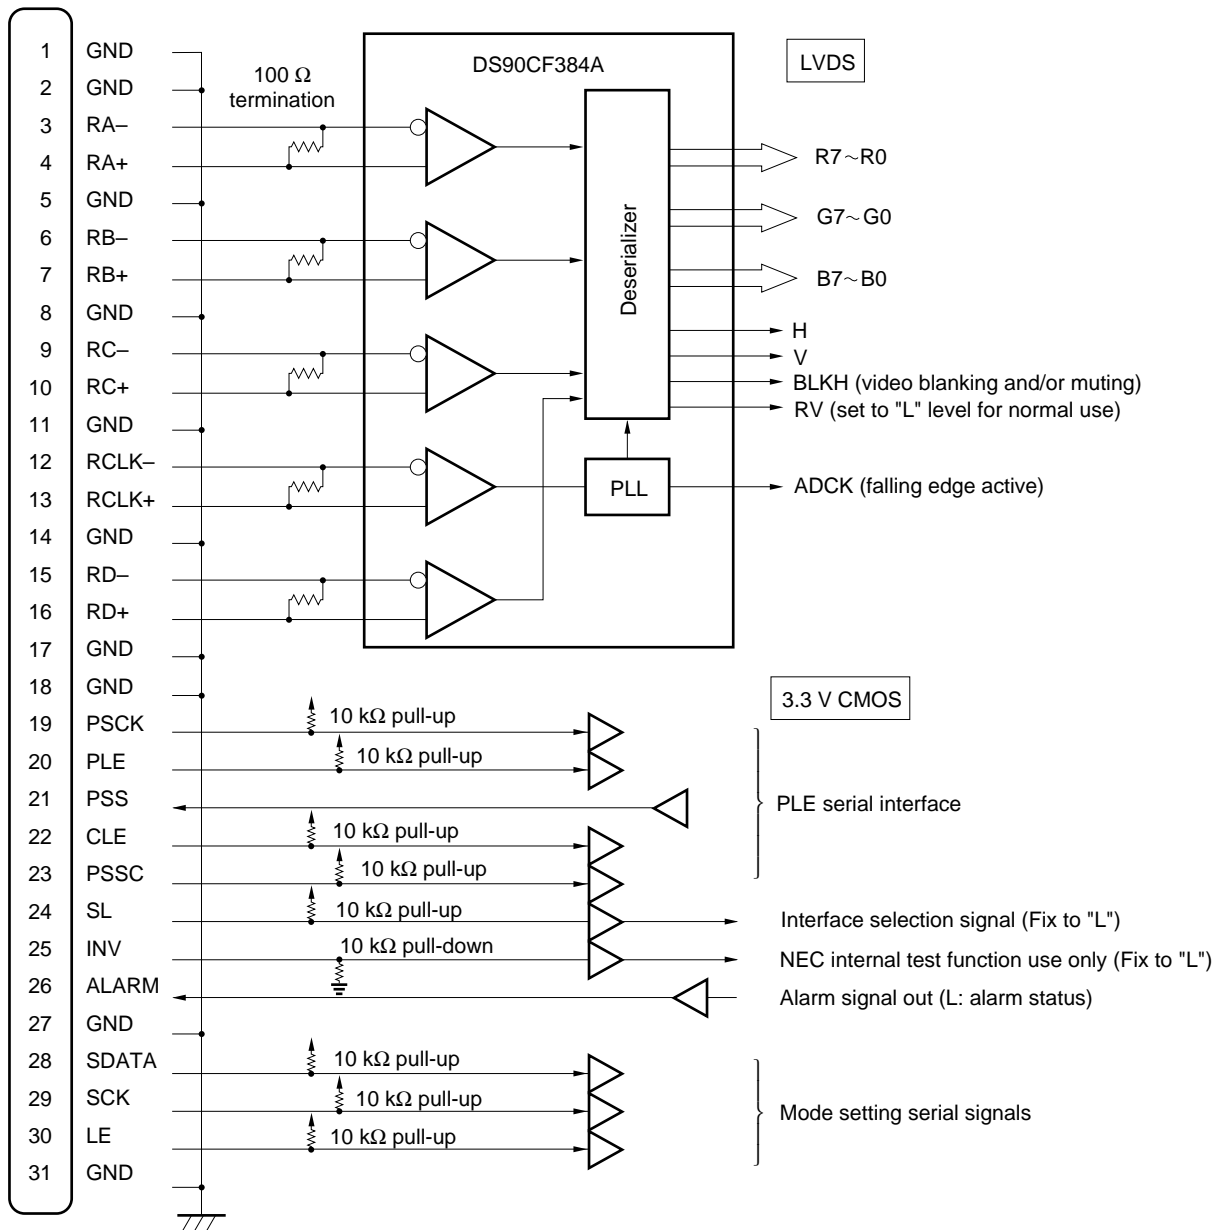 DS90CF384A
LVDS
100 Ω
termination
1 GND
2 GND
3 RA–
4 RA+
5 GND
6 RB–
7 RB+
8 GND
9 RC–
10 RC+
11 GND
12 RCLK–
13 RCLK+
14 GND
15 RD–
16 RD+
17 GND
18 GND
Deserializer
PLL
R7~R0
G7~G0
B7~B0
H
V
BLKH (video blanking and/or muting)
RV (set to "L" level for normal use)
ADCK (falling edge active)
3.3 V CMOS
19 PSCK 10 kΩ pull-up
20 PLE 10 kΩ pull-up
21 PSS
22 CLE 10 kΩ pull-up
23 PSSC 10 kΩ pull-up
PLE serial interface
24 SL 10 kΩ pull-up Interface selection signal (Fix to "L")
25 INV 10 kΩ pull-down NEC internal test function use only (Fix to "L")
26 ALARM Alarm signal out (L: alarm status)
27 GND
28 SDATA 10 kΩ pull-up
29 SCK 10 kΩ pull-up
30 LE 10 kΩ pull-up
Mode setting serial signals
31 GND